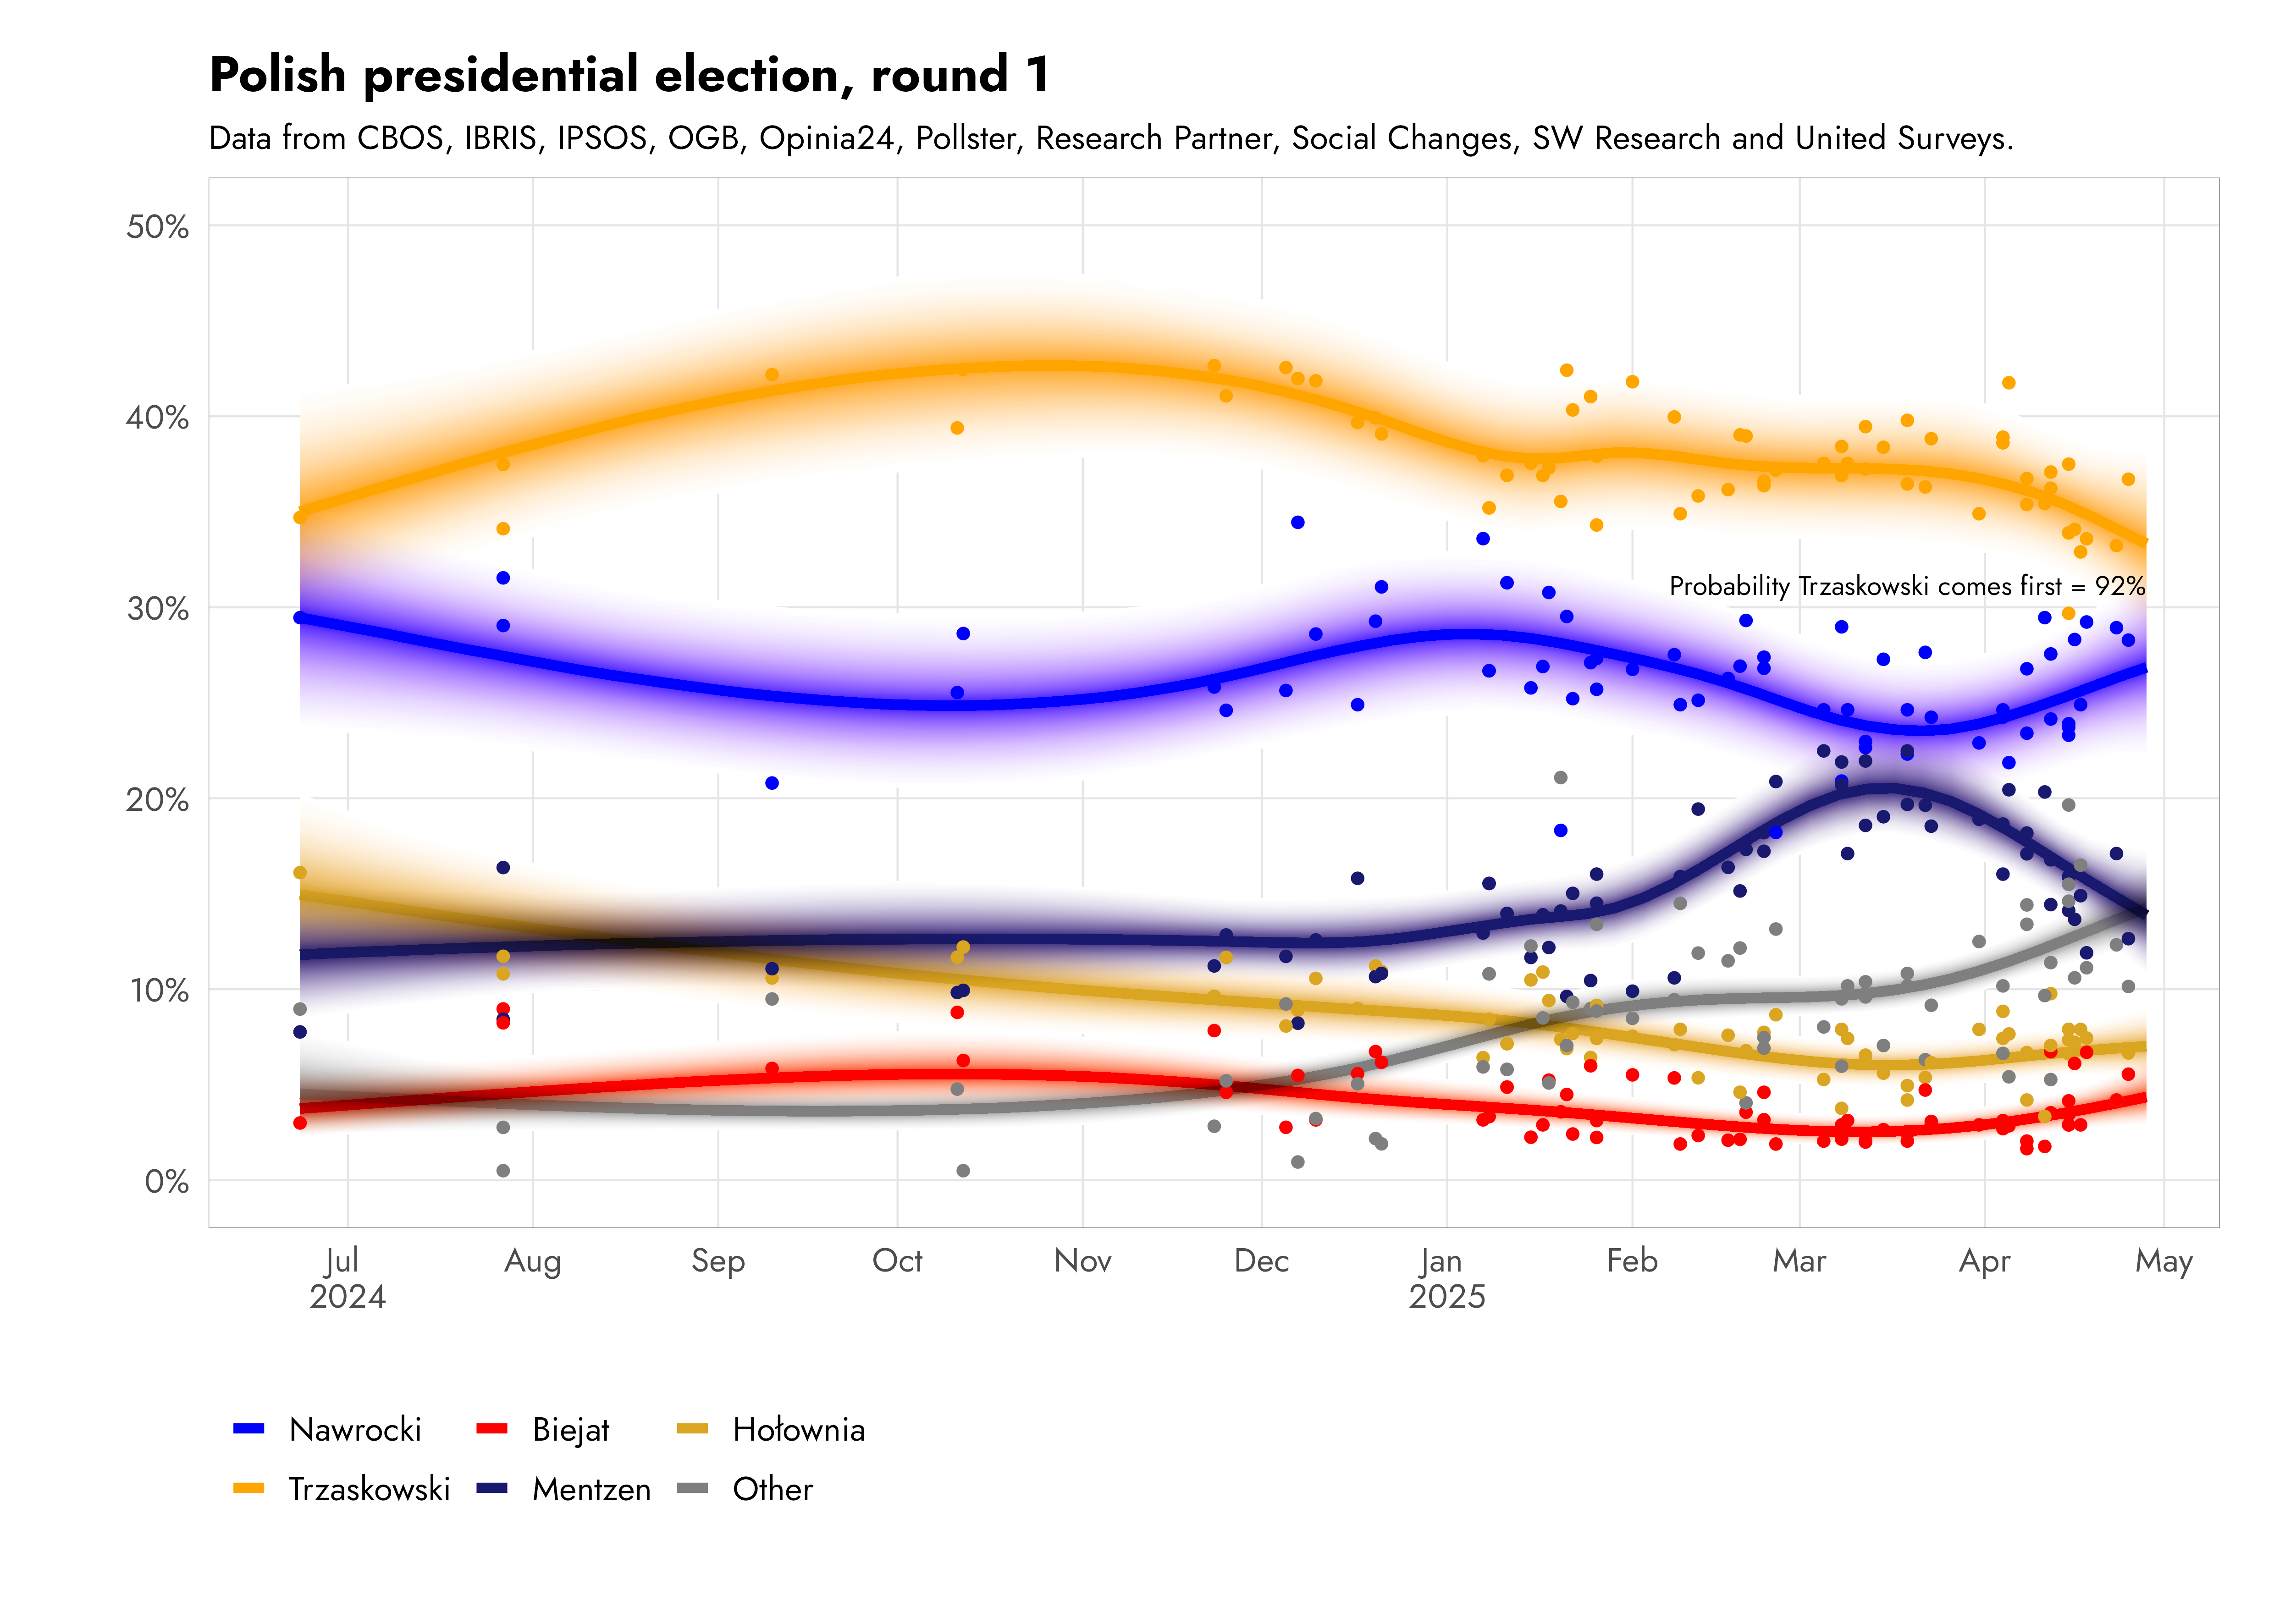 Polish presidential election, round 1
Data from CBOS, IBRIS, IPSOS, OGB, Opinia24, Pollster, Research Partner, Social Changes, SW Research and United Surveys.
50%
40%
30%
20%
10%
0%
Probability Trzaskowski comes first = 92%
Jul Aug Sep Oct Nov Dec Jan Feb Mar Apr May
2024 2025
Nawrocki Biejat Hołownia
Trzaskowski Mentzen Other